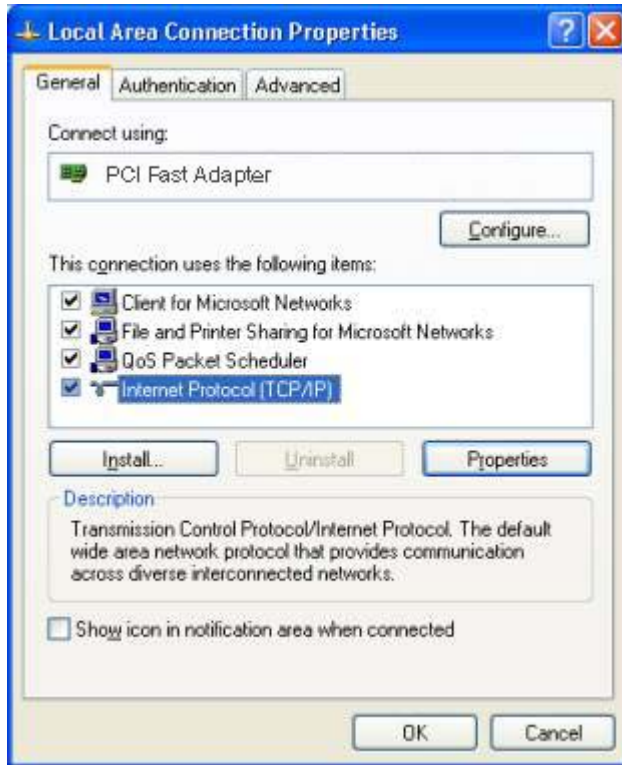 Local Area Connection Properties
General Authentication Advanced
Connect using:
PCI Fast Adapter
Configure...
This connection uses the following items:
Client for Microsoft Networks
File and Printer Sharing for Microsoft Networks
QoS Packet Scheduler
Internet Protocol (TCP/IP)
Install... Uninstall Properties
Description
Transmission Control Protocol/Internet Protocol. The default
wide area network protocol that provides communication
across diverse interconnected networks.
Show icon in notification area when connected
OK Cancel